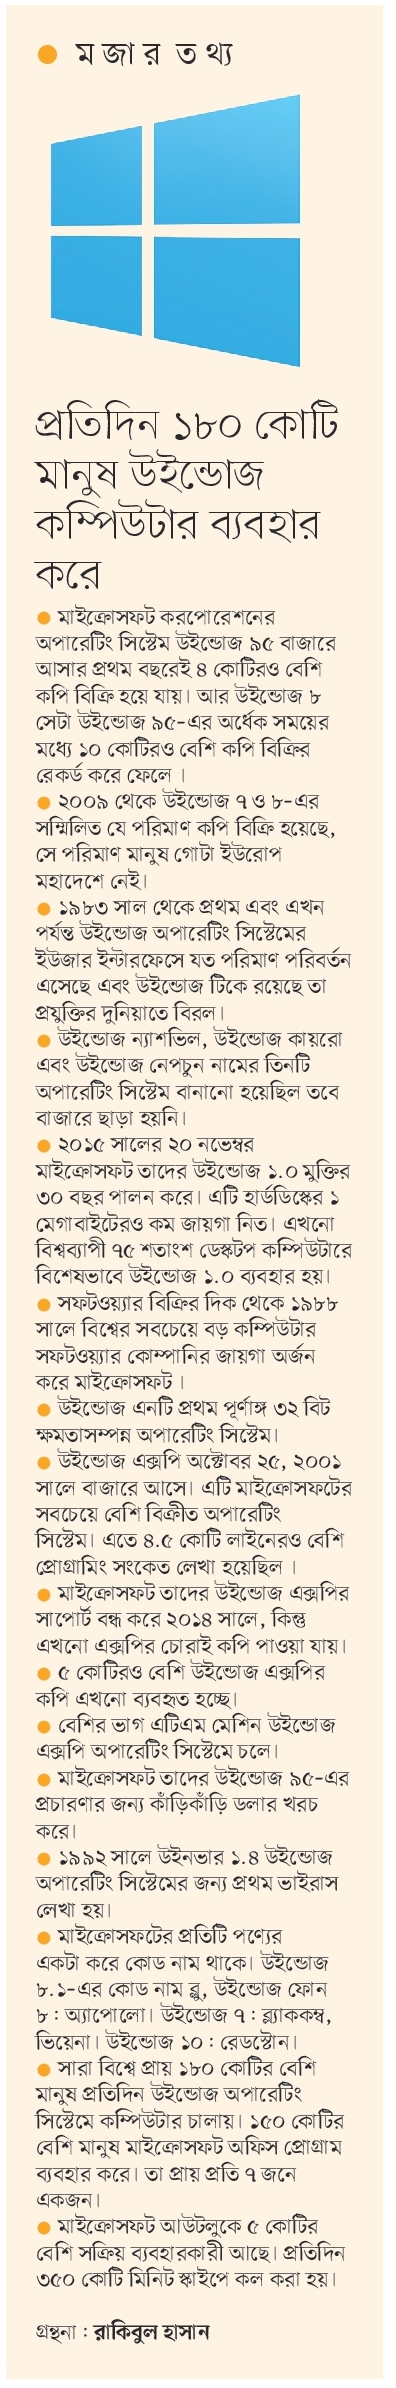 মজার তথ্য
প্রতিদিন ১৮০ কোটি
মানুষ উইন্ডোজ
কম্পিউটার ব্যবহার
করে
মাইক্রোসফট করপোরেশনের
অপারেটিং সিস্টেম উইন্ডোজ ৯৫ বাজারে
আসার প্রথম বছরেই ৪ কোটিরও বেশি
কপি বিক্রি হয়ে যায়। আর উইন্ডোজ ৮
সেটা উইন্ডোজ ৯৫-এর অর্ধেক সময়ের
মধ্যে ১০ কোটিরও বেশি কপি বিক্রির
রেকর্ড করে ফেলে ।
২০০৯ থেকে উইন্ডোজ ৭ ও ৮-এর
সম্মিলিত যে পরিমাণ কপি বিক্রি হয়েছে,
সে পরিমাণ মানুষ গোটা ইউরোপ
মহাদেশে নেই।
১৯৮৩ সাল থেকে প্রথম এবং এখন
পর্যন্ত উইন্ডোজ অপারেটিং সিস্টেমের
ইউজার ইন্টারফেসে যত পরিমাণ পরিবর্তন
এসেছে এবং উইন্ডোজ টিকে রয়েছে তা
প্রযুক্তির দুনিয়াতে বিরল।
উইন্ডোজ ন্যাশভিল, উইন্ডোজ কায়রো
এবং উইন্ডোজ নেপচুন নামের তিনটি
অপারেটিং সিস্টেম বানানো হয়েছিল তবে
বাজারে ছাড়া হয়নি।
২০১৫ সালের ২০ নভেম্বর
মাইক্রোসফট তাদের উইন্ডোজ ১.০ মুক্তির
৩০ বছর পালন করে। এটি হার্ডডিস্কের ১
মেগাবাইটেরও কম জায়গা নিত। এখনো
বিশ্বব্যাপী ৭৫ শতাংশ ডেস্কটপ কম্পিউটারে
বিশেষভাবে উইন্ডোজ ১.০ ব্যবহার হয়।
সফটওয়্যার বিক্রির দিক থেকে ১৯৮৮
সালে বিশ্বের সবচেয়ে বড় কম্পিউটার
সফটওয়্যার কোম্পানির জায়গা অর্জন
করে মাইক্রোসফট ।
উইন্ডোজ এনটি প্রথম পূর্ণাঙ্গ ৩২ বিট
ক্ষমতাসম্পন্ন অপারেটিং সিস্টেম।
উইন্ডোজ এক্সপি অক্টোবর ২৫, ২০০১
সালে বাজারে আসে। এটি মাইক্রোসফটের
সবচেয়ে বেশি বিক্রীত অপারেটিং
সিস্টেম। এতে ৪.৫ কোটি লাইনেরও বেশি
প্রোগ্রামিং সংকেত লেখা হয়েছিল ।
মাইক্রোসফট তাদের উইন্ডোজ এক্সপির
সাপোর্ট বন্ধ করে ২০১৪ সালে, কিন্তু
এখনো এক্সপির চোরাই কপি পাওয়া যায়।
৫ কোটিরও বেশি উইন্ডোজ এক্সপির
কপি এখনো ব্যবহৃত হচ্ছে।
বেশির ভাগ এটিএম মেশিন উইন্ডোজ
এক্সপি অপারেটিং সিস্টেমে চলে।
মাইক্রোসফট তাদের উইন্ডোজ ৯৫-এর
প্রচারণার জন্য কাঁড়িকাঁড়ি ডলার খরচ
করে।
১৯৯২ সালে উইনভার ১.৪ উইন্ডোজ
অপারেটিং সিস্টেমের জন্য প্রথম ভাইরাস
লেখা হয়।
মাইক্রোসফটের প্রতিটি পণ্যের
একটা করে কোড নাম থাকে। উইন্ডোজ
৮.১-এর কোড নাম ব্লু, উইন্ডোজ ফোন
৮ : অ্যাপোলো। উইন্ডোজ ৭ : ব্ল্যাককম্ব,
ভিয়েনা। উইন্ডোজ ১০ : রেডস্টোন।
সারা বিশ্বে প্রায় ১৮০ কোটির বেশি
মানুষ প্রতিদিন উইন্ডোজ অপারেটিং
সিস্টেমে কম্পিউটার চালায়। ১৫০ কোটির
বেশি মানুষ মাইক্রোসফট অফিস প্রোগ্রাম
ব্যবহার করে। তা প্রায় প্রতি ৭ জনে
একজন।
মাইক্রোসফট আউটলুকে ৫ কোটির
বেশি সক্রিয় ব্যবহারকারী আছে। প্রতিদিন
৩৫০ কোটি মিনিট স্কাইপে কল করা হয়।
গ্রন্থনা : রাকিবুল হাসান